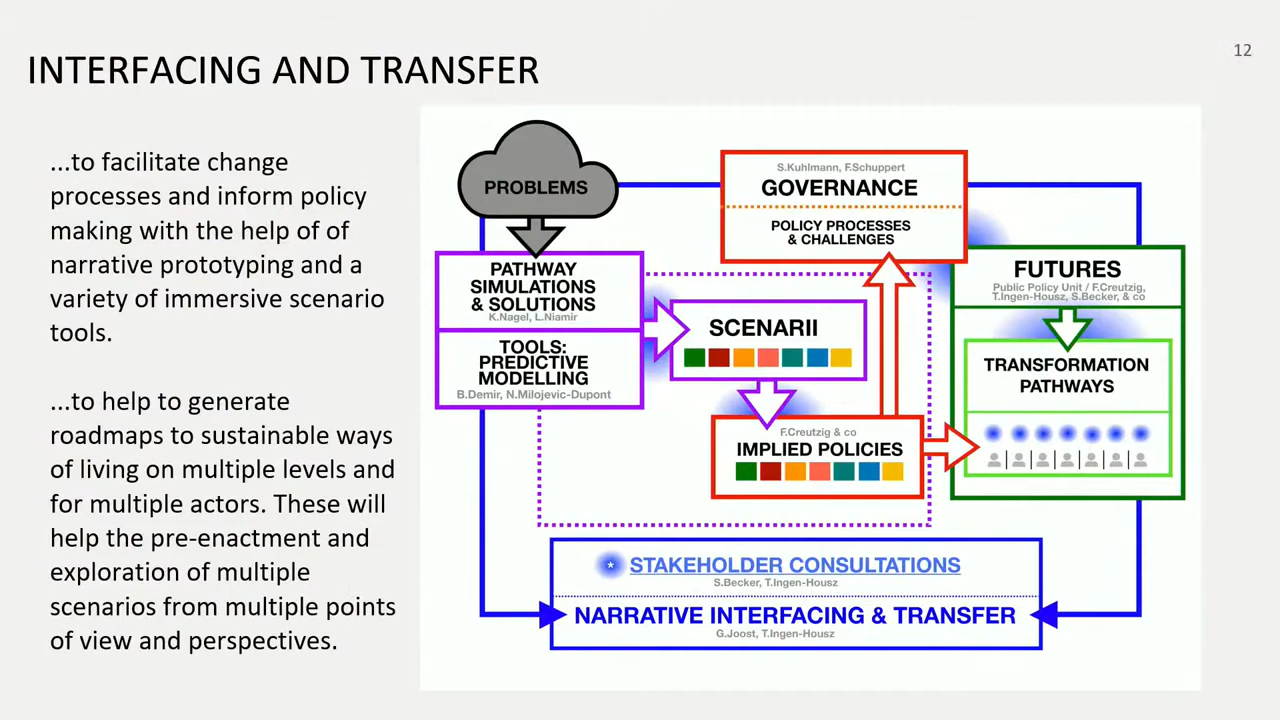 12
INTERFACING AND TRANSFER
...to facilitate change
processes and inform policy
making with the help of of
narrative prototyping and a
variety of immersive scenario
tools.
...to help to generate
roadmaps to sustainable ways
of living on multiple levels and
for multiple actors. These will
help the pre-enactment and
exploration of multiple
scenarios from multiple points
of view and perspectives.
PROBLEMS
S.Kuhlmann, F.Schuppert
GOVERNANCE
POLICY PROCESSES
& CHALLENGES
PATHWAY
SIMULATIONS
& SOLUTIONS
K.Nagel, L.Niamir
TOOLS:
PREDICTIVE
MODELLING
B.Demir, N.Milojevic-Dupont
SCENARII
F.Creutzig & co
IMPLIED POLICIES
FUTURES
Public Policy Unit / F.Creutzig,
T.Ingen-Housz, S.Becker, & co
TRANSFORMATION
PATHWAYS
STAKEHOLDER CONSULTATIONS
S.Becker, T.Ingen-Housz
NARRATIVE INTERFACING & TRANSFER
G.Joost, T.Ingen-Housz